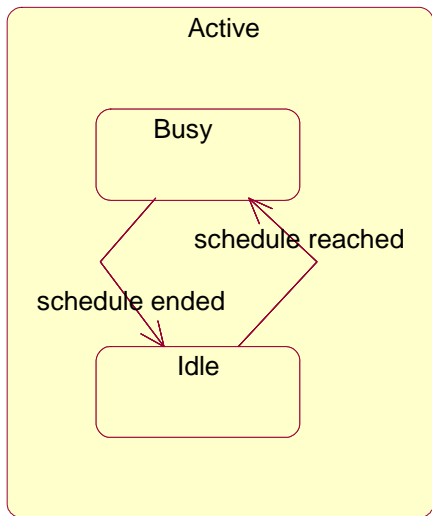 Active
Busy
schedule reached
schedule ended
Idle